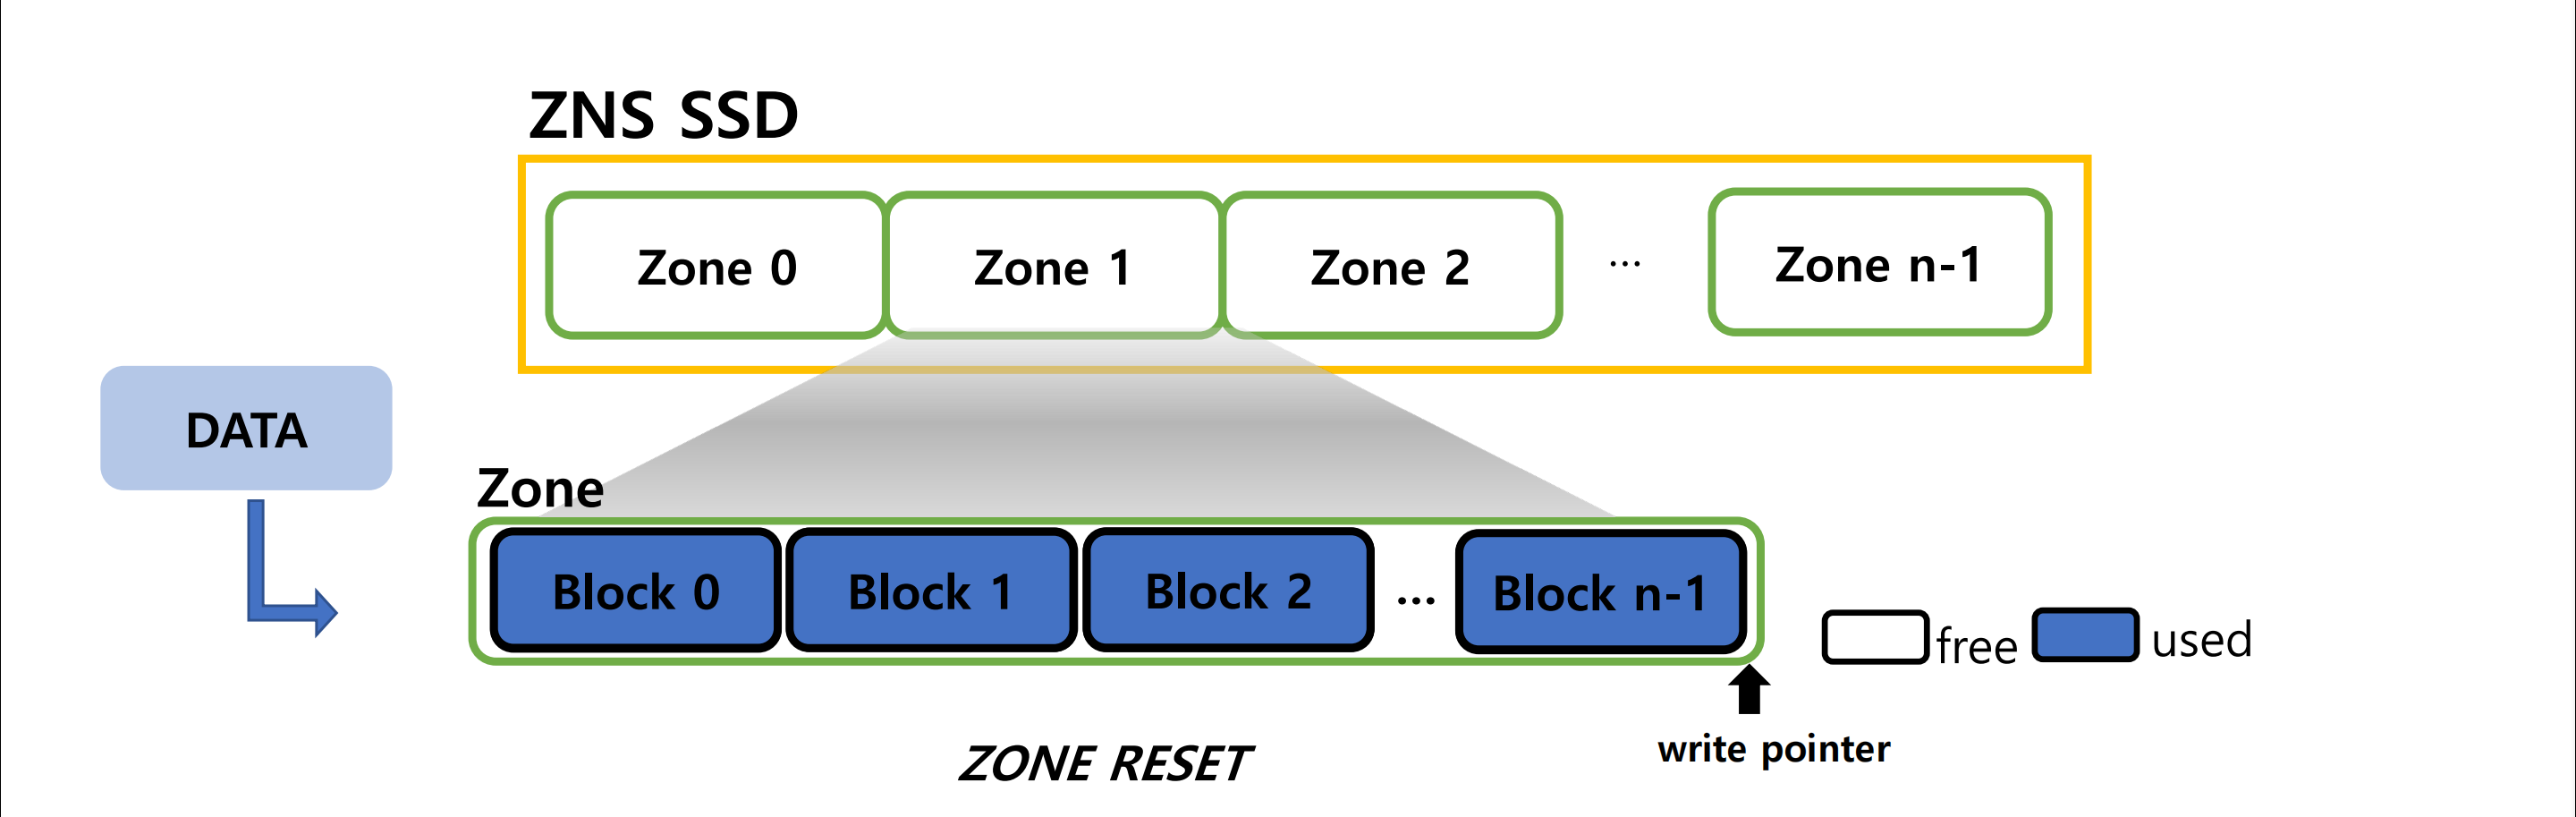 ZNS SSD
Zone 0
Zone 1
Zone 2
...
Zone n-1
DATA
Zone
Block 0
Block 1
Block 2
...
Block n-1
free
used
write pointer
ZONE RESET